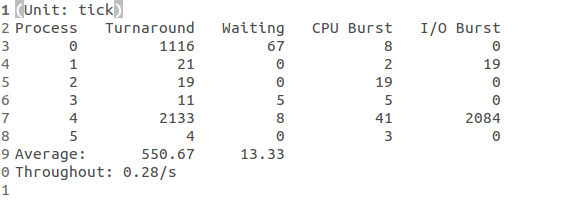 1 (Unit: tick)
2 Process Turnaround Waiting CPU Burst I/O Burst
3 0 1116 67 8 0
4 1 21 0 2 19
5 2 19 0 19 0
6 3 11 5 5 0
7 4 2133 8 41 2084
8 5 4 0 3 0
9 Average: 550.67 13.33
0 Throughout: 0.28/s
1